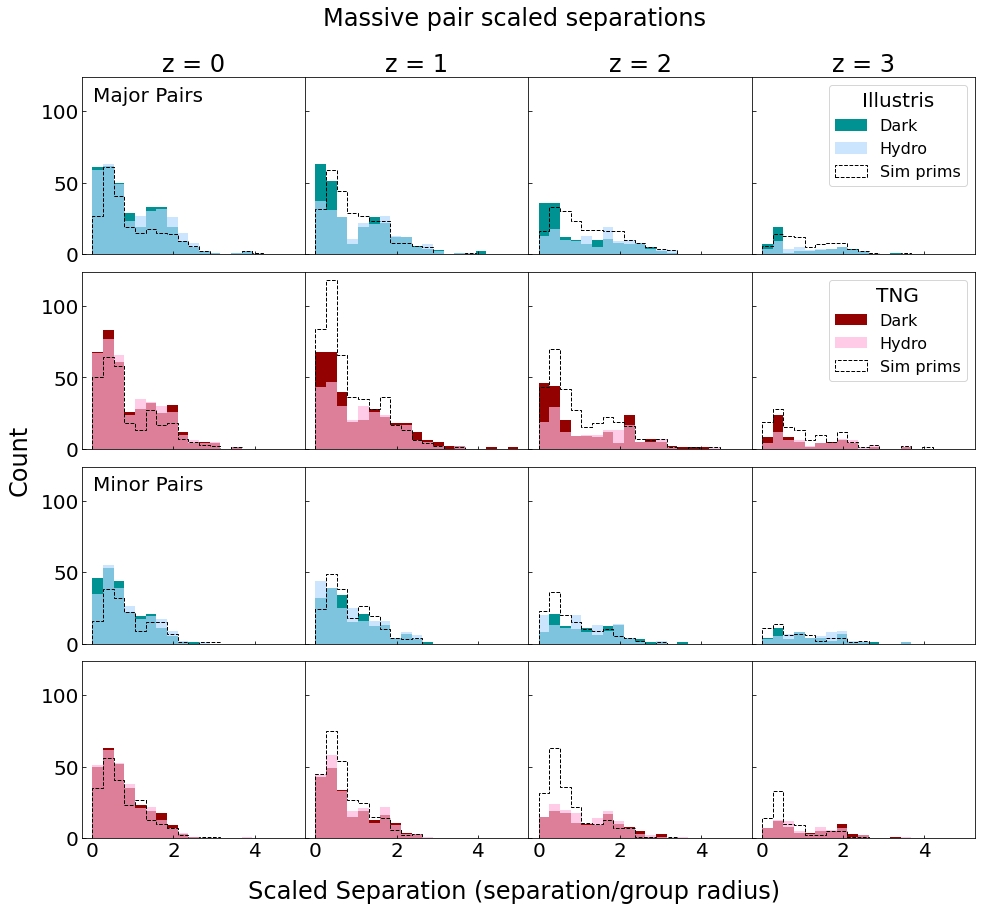 Massive pair scaled separations
z = 0 z = 1 z = 2 z = 3
Major Pairs
Illustris
Dark
Hydro
Sim prims
100
50
0
TNG
Dark
Hydro
Sim prims
100
50
0
Count
Minor Pairs
100
50
0
100
50
0
0 2 4 0 2 4 0 2 4 0 2 4
Scaled Separation (separation/group radius)